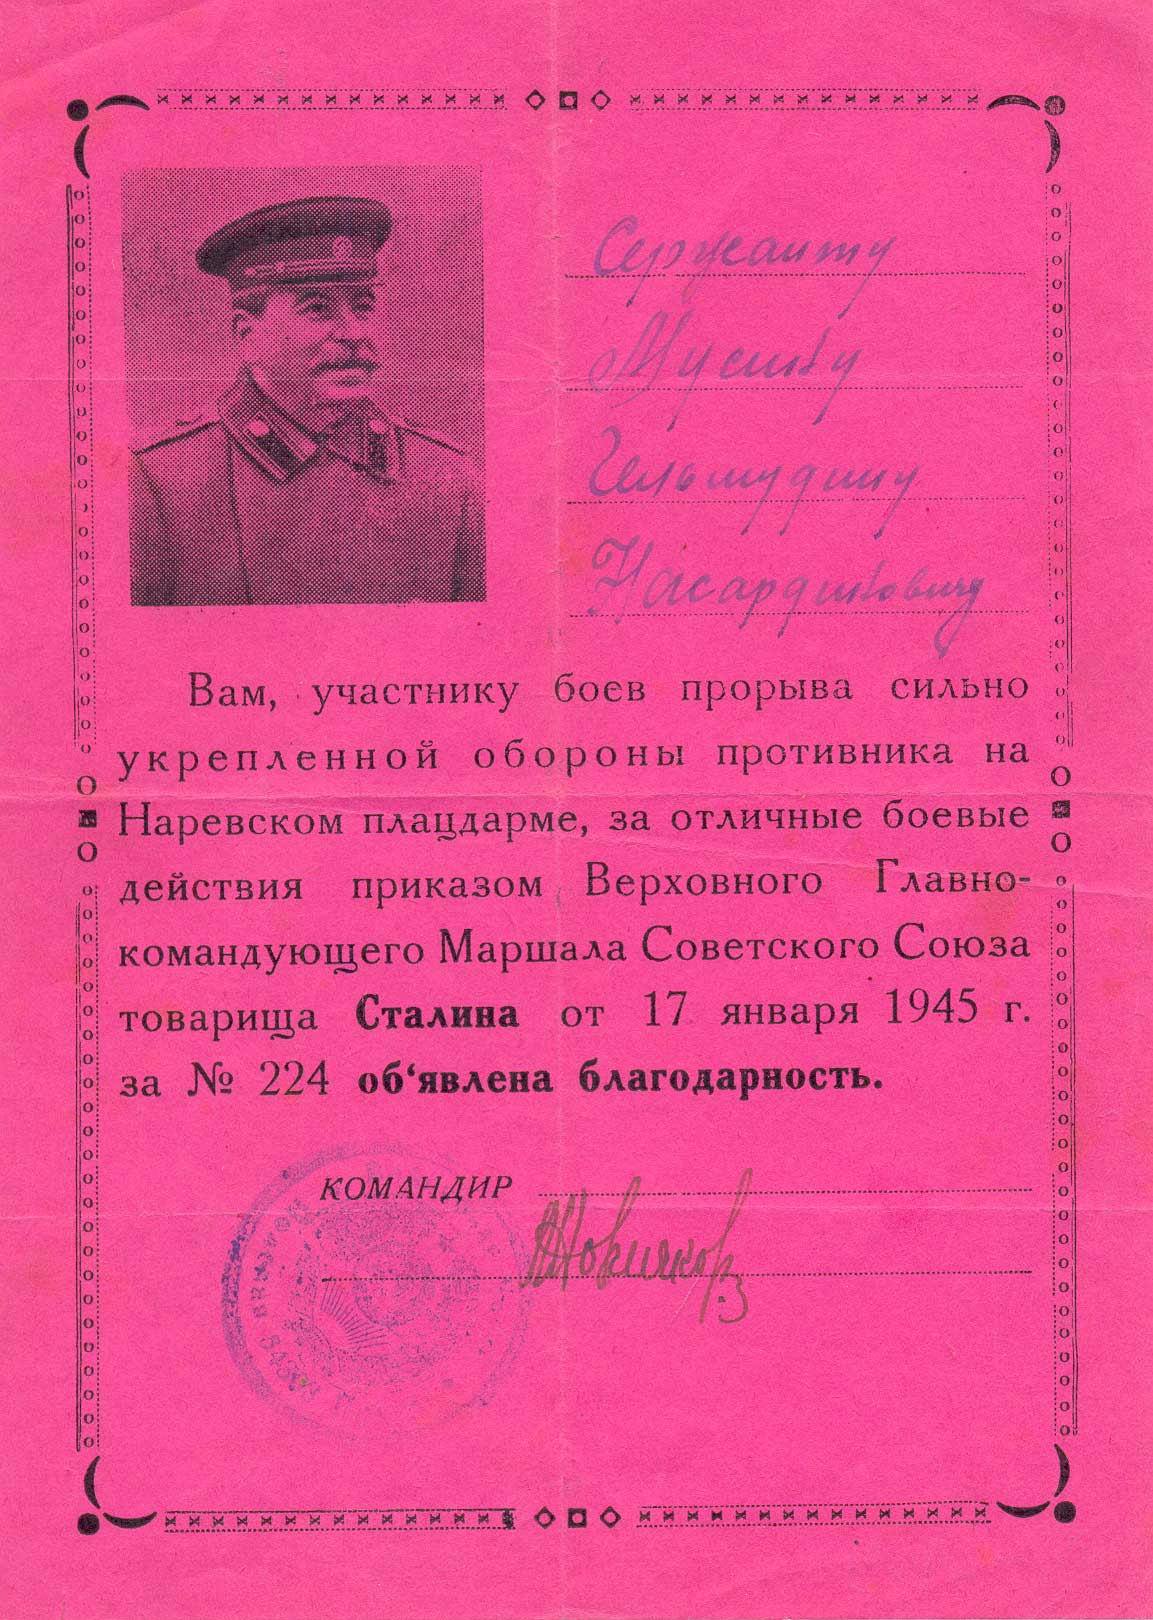 Сержанту
Мусину
Гельмудину
Насардиновичу
Вам, участнику боев прорыва сильно
укрепленной обороны противника на
Наревском плацдарме, за отличные боевые
действия приказом Верховного Главно-
командующего Маршала Советского Союза
товарища Сталина от 17 января 1945 г.
за № 224 об‘явлена благодарность.
КОМАНДИР